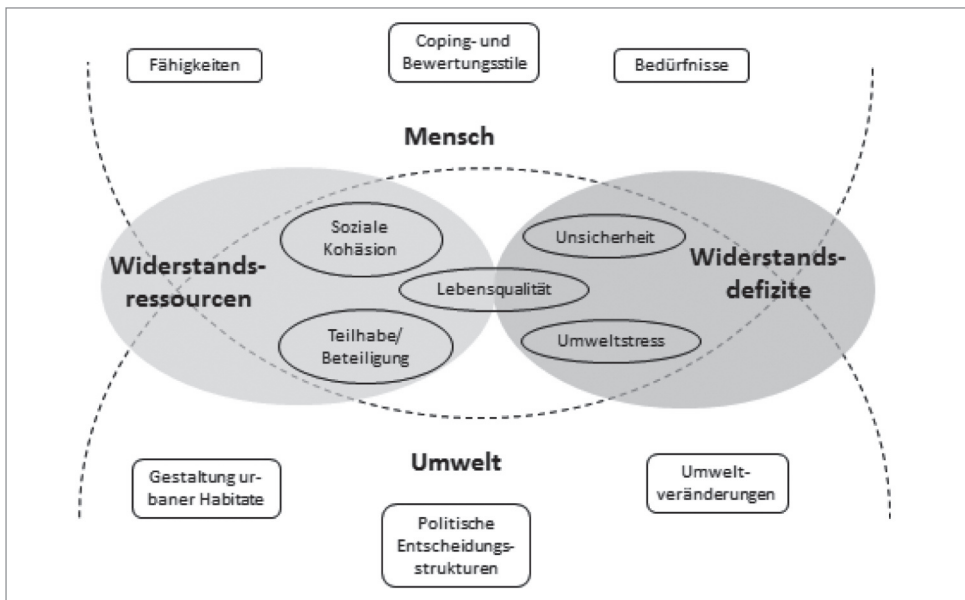 Fähigkeiten
Coping- und
Bewertungsstile
Bedürfnisse
Mensch
Soziale
Kohäsion
Unsicherheit
Widerstands-
ressourcen
Lebensqualität
Widerstands-
defizite
Teilhabe/
Beteiligung
Umweltstress
Umwelt
Gestaltung ur-
baner Habitate
Politische
Entscheidungs-
strukturen
Umwelt-
veränderungen